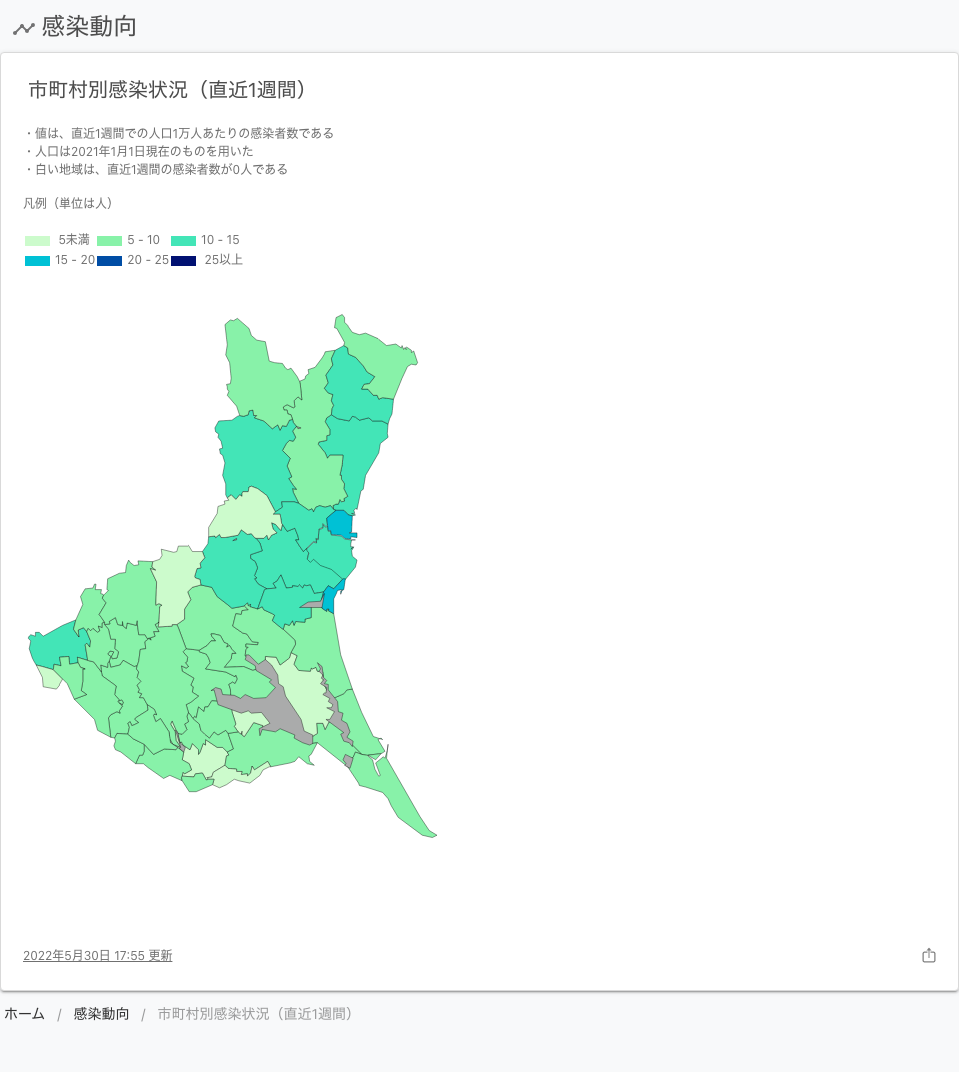 感染動向
市町村別感染状況（直近1週間）
・値は、直近1週間での人口1万人あたりの感染者数である
・人口は2021年1月1日現在のものを用いた
・白い地域は、直近1週間の感染者数が0人である
凡例（単位は人）
5未満 5 - 10 10 - 15
15 - 20 20 - 25 25以上
2022年5月30日 17:55 更新
ホーム / 感染動向 / 市町村別感染状況（直近1週間）